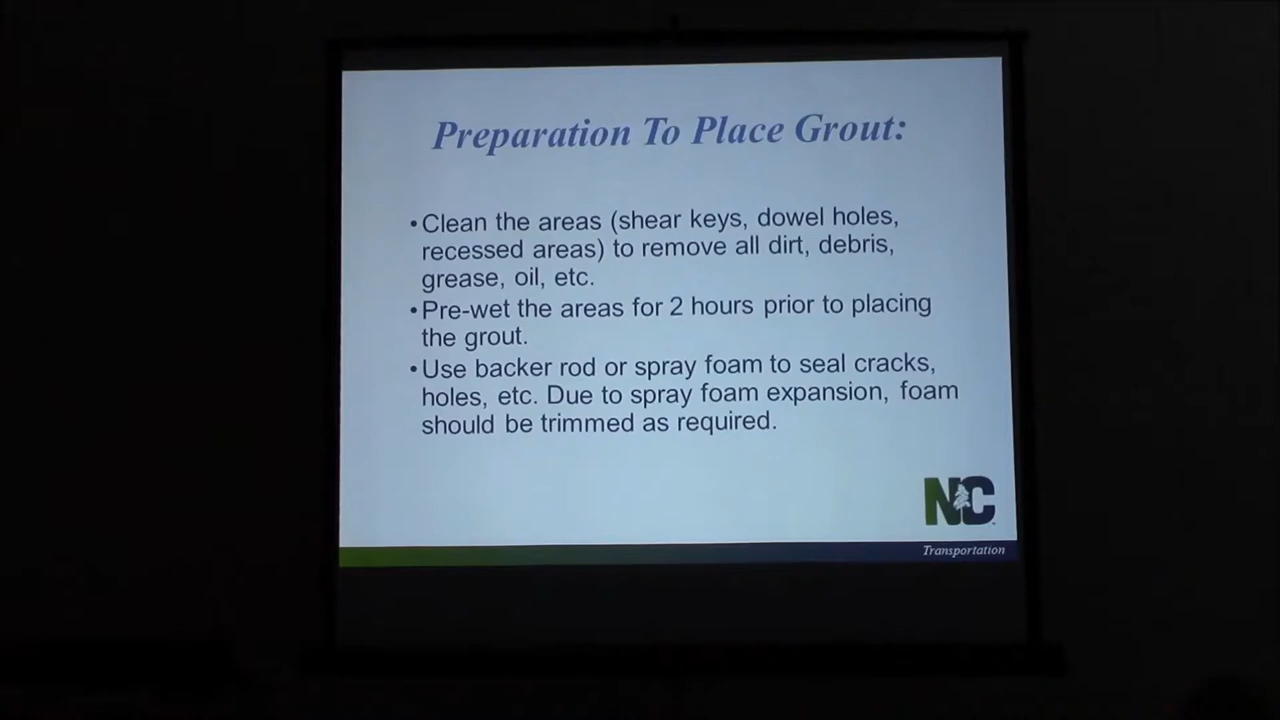 Preparation To Place Grout:
•Clean the areas (shear keys, dowel holes,
recessed areas) to remove all dirt, debris,
grease, oil, etc.
•Pre-wet the areas for 2 hours prior to placing
the grout.
•Use backer rod or spray foam to seal cracks,
holes, etc. Due to spray foam expansion, foam
should be trimmed as required.
NC
Transportation